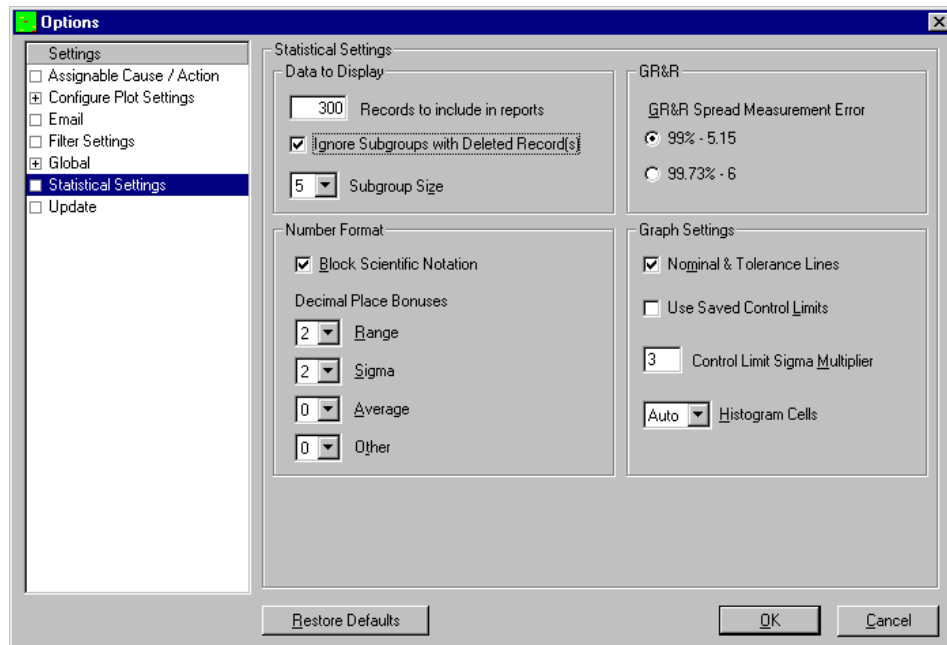 Options
Settings
Assignable Cause / Action
Configure Plot Settings
Email
Filter Settings
Global
Statistical Settings
Update
Statistical Settings
Data to Display
300 Records to include in reports
Ignore Subgroups with Deleted Record(s)
5 Subgroup Size
GR&R
GR&R Spread Measurement Error
99% - 5.15
99.73% - 6
Number Format
Block Scientific Notation
Decimal Place Bonuses
2 Range
2 Sigma
0 Average
0 Other
Graph Settings
Nominal & Tolerance Lines
Use Saved Control Limits
3 Control Limit Sigma Multiplier
Auto Histogram Cells
Restore Defaults
OK
Cancel